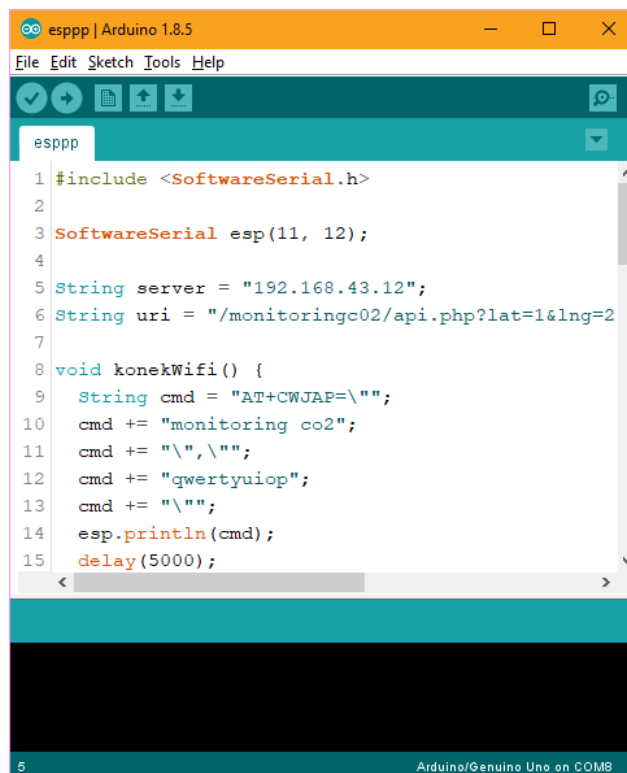 esppp | Arduino 1.8.5
File Edit Sketch Tools Help
esppp
1 #include <SoftwareSerial.h>
2
3 SoftwareSerial esp(11, 12);
4
5 String server = "192.168.43.12";
6 String uri = "/monitoringc02/api.php?lat=1&lng=2
7
8 void konekWifi() {
9   String cmd = "AT+CWJAP=\"";
10   cmd += "monitoring co2";
11   cmd += "\",\"";
12   cmd += "qwertyuiop";
13   cmd += "\"";
14   esp.println(cmd);
15   delay(5000);
5 Arduino/Genuino Uno on COM8